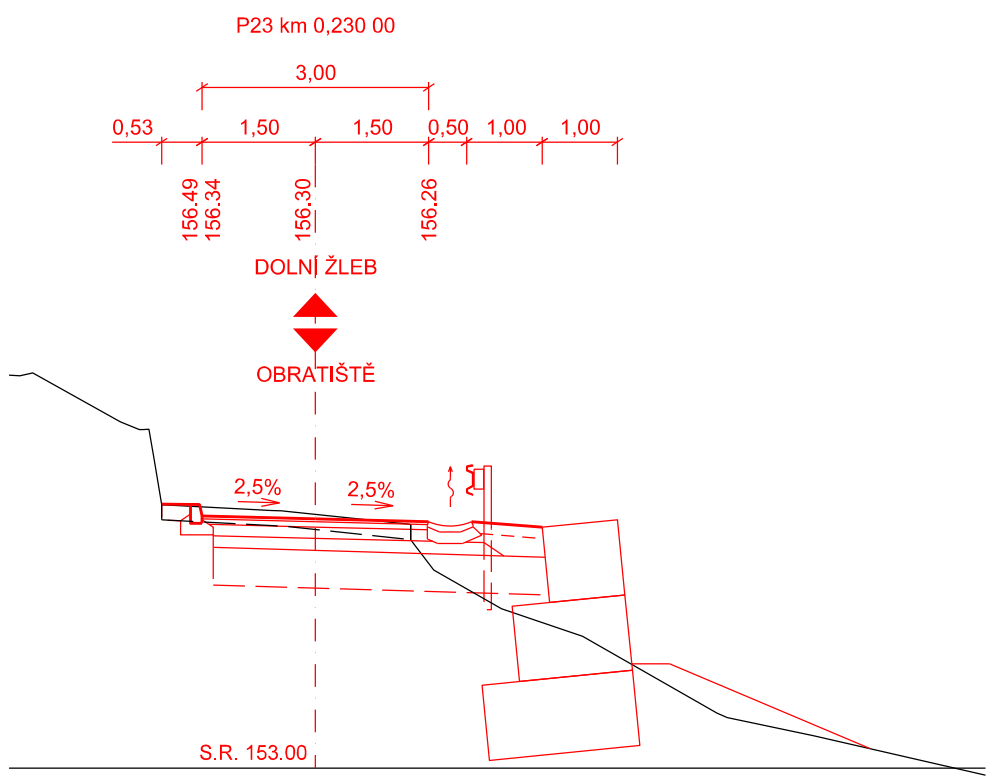 P23 km 0,230 00
3,00
0,53 1,50 1,50 0,50 1,00 1,00
156.49 156.34 156.30 156.26
DOLNÍ ŽLEB
OBRATIŠTĚ
2,5% 2,5%
S.R. 153.00